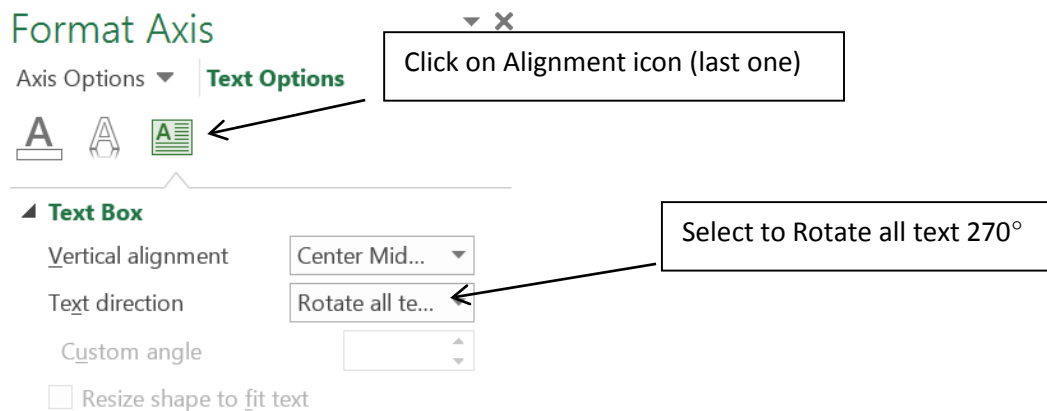 Format Axis
Click on Alignment icon (last one)
Axis Options Text Options
A A A
Text Box
Select to Rotate all text 270°
Vertical alignment Center Mid...
Text direction Rotate all te...
Custom angle
Resize shape to fit text